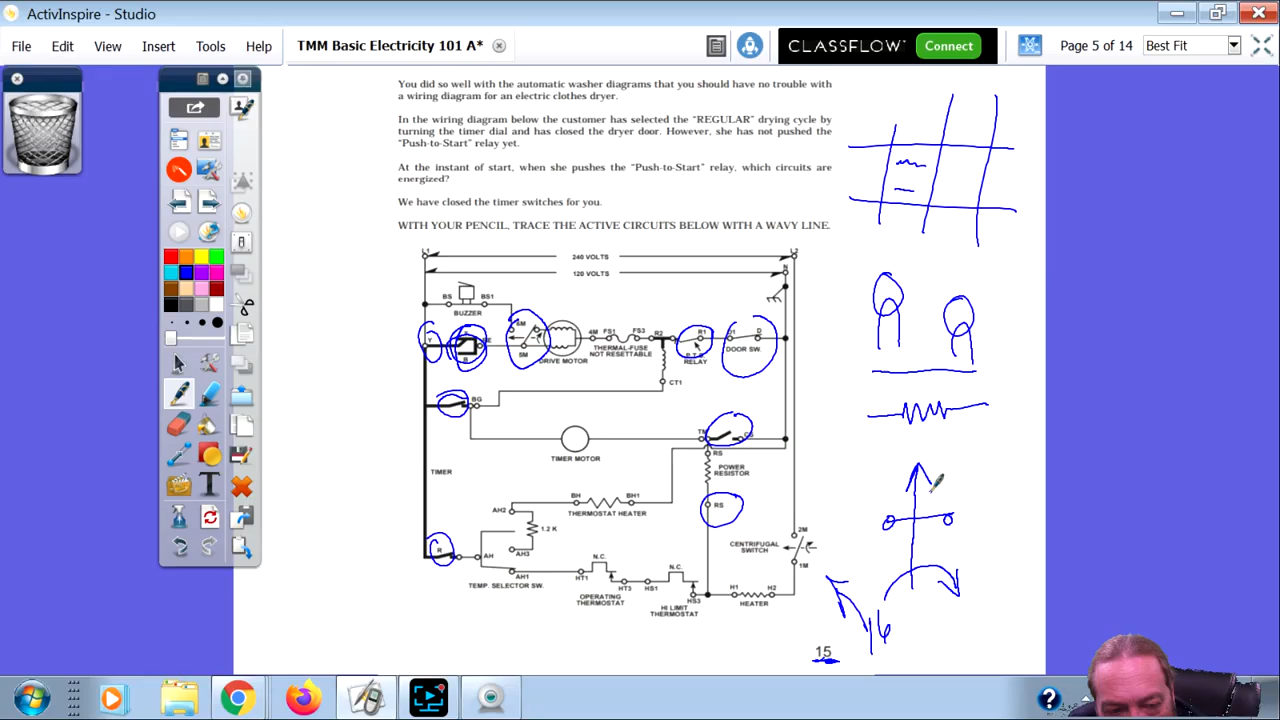 ActivInspire - Studio
File Edit View Insert Tools Help
TMM Basic Electricity 101 A*
CLASSFLOW Connect
Page 5 of 14 Best Fit
You did so well with the automatic washer diagrams that you should have no trouble with
a wiring diagram for an electric clothes dryer.
In the wiring diagram below the customer has selected the “REGULAR” drying cycle by
turning the timer dial and has closed the dryer door. However, she has not pushed the
“Push-to-Start” relay yet.
At the instant of start, when she pushes the “Push-to-Start” relay, which circuits are
energized?
We have closed the timer switches for you.
WITH YOUR PENCIL, TRACE THE ACTIVE CIRCUITS BELOW WITH A WAVY LINE.
L1 L2
240 VOLTS
120 VOLTS N
BS BS1
BUZZER
6M
4M FS1 FS3 R2 R1 D1 D
Y B
5M DRIVE MOTOR
THERMAL-FUSE
NOT RESETTABLE
P.T.S.
RELAY
DOOR SW.
CT1
BG
TM
TIMER MOTOR
RS
POWER
RESISTOR
TIMER
BH BH1
RS
THERMOSTAT HEATER
AH2
1.2 K
2M
CENTRIFUGAL
SWITCH
1M
R AH AH3
N.C. N.C.
AH1 HT1
TEMP. SELECTOR SW.
HT3 HS1
OPERATING
THERMOSTAT
HS3
HI LIMIT
THERMOSTAT
H1 H2
HEATER
15
16